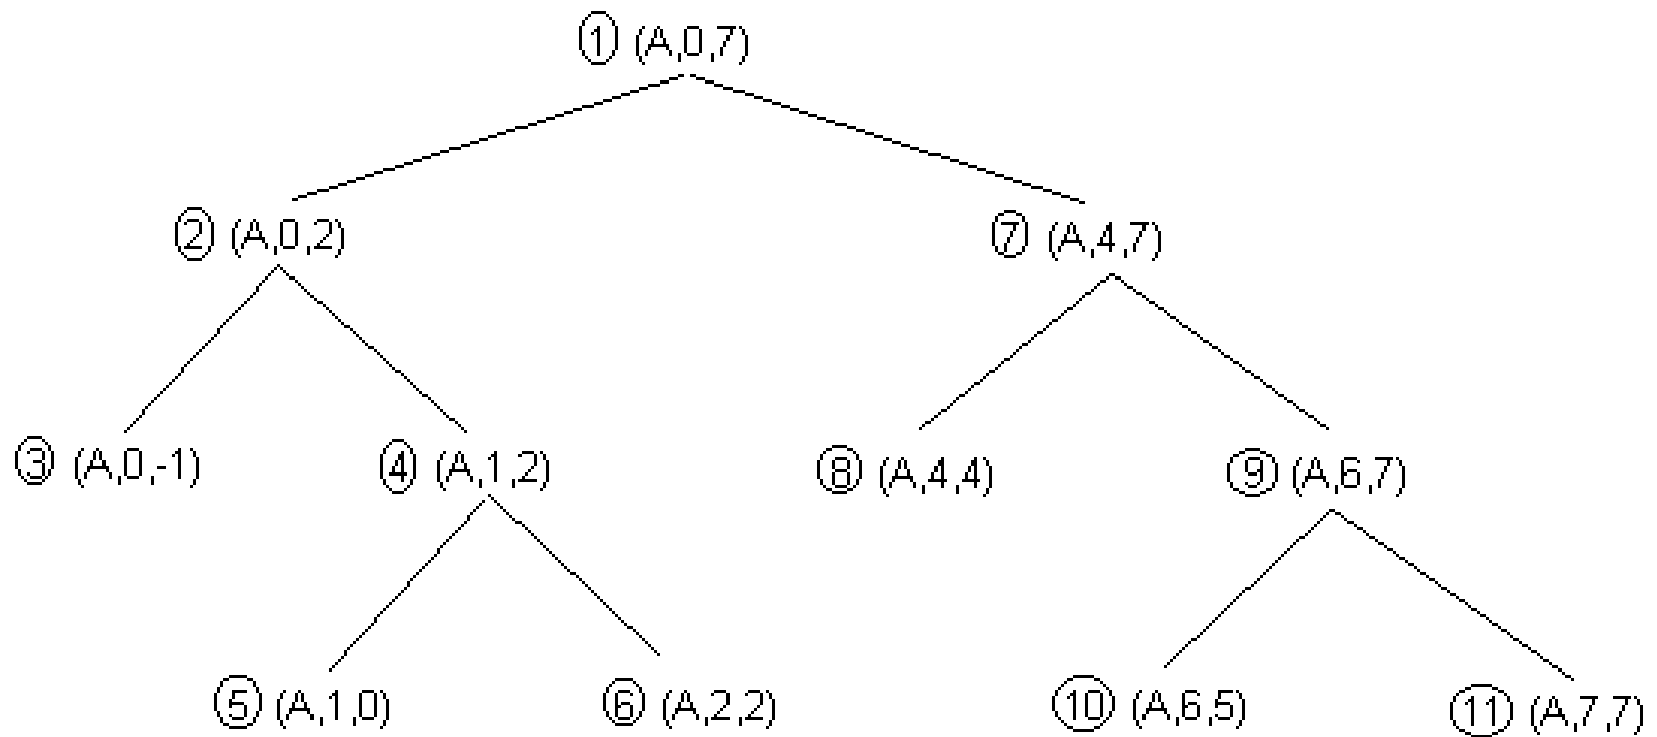 ① (A,0,7)
② (A,0,2) ⑦ (A,4,7)
③ (A,0,-1) ④ (A,1,2) ⑧ (A,4,4) ⑨ (A,6,7)
⑤ (A,1,0) ⑥ (A,2,2) ⑩ (A,6,5) ⑪ (A,7,7)